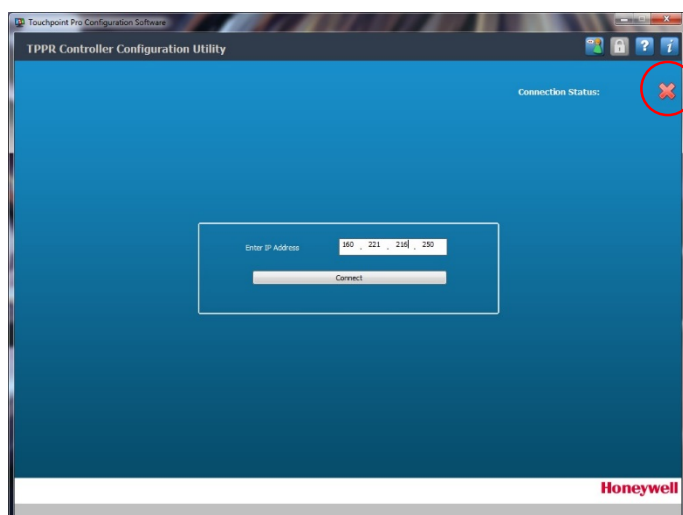 Touchpoint Pro Configuration Software
TPPR Controller Configuration Utility
Connection Status:
Enter IP Address 160 . 221 . 216 . 250
Connect
Honeywell